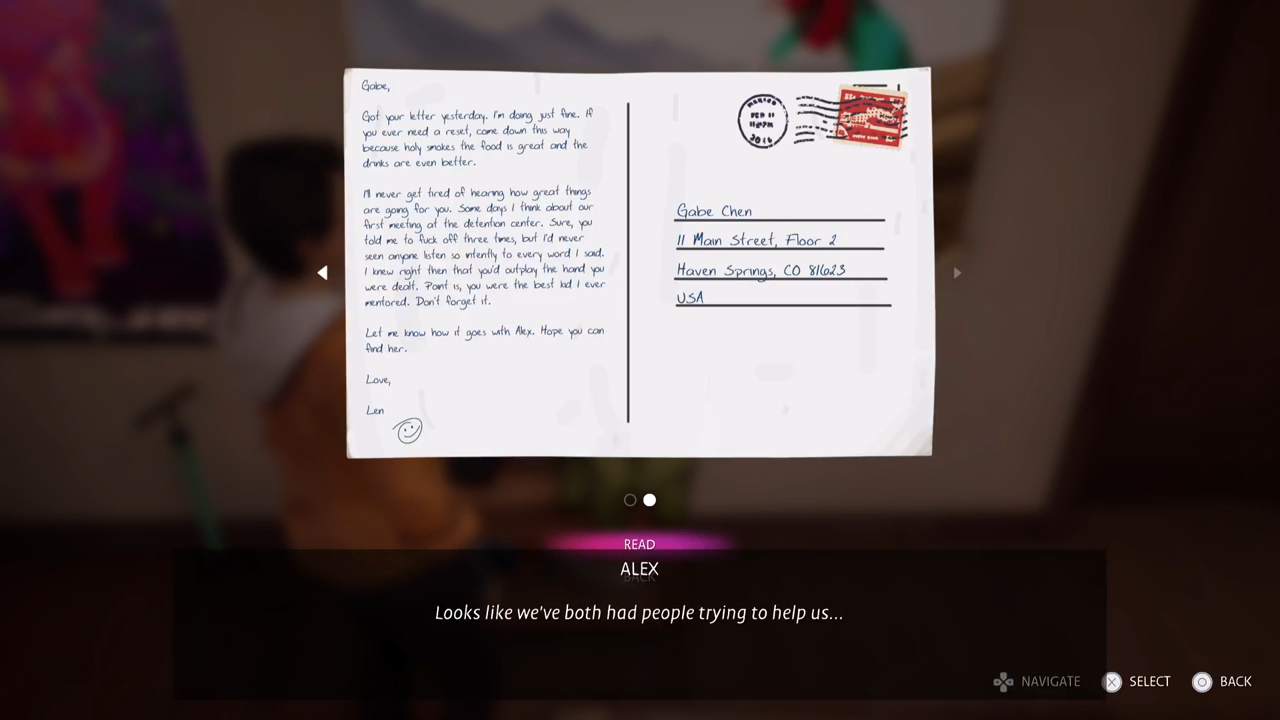 Gabe,
Got your letter yesterday. I'm doing just fine. If
you ever need a reset, come down this way
because holy smokes the food is great and the
drinks are even better.
I'll never get tired of hearing how great things
are going for you. Some days I think about our
first meeting at the detention center. Sure, you
told me to fuck off three times, but I'd never
seen anyone listen so intently to every word I said.
I knew right then that you'd outplay the hand you
were dealt. Point is, you were the best kid I ever
mentored. Don't forget it.
Let me know how it goes with Alex. Hope you can
find her.
Love,
Len
FEB 11
Gabe Chen
11 Main Street, Floor 2
Haven Springs, CO 81623
USA
READ
ALEX
BACK
Looks like we've both had people trying to help us...
NAVIGATE
SELECT
BACK